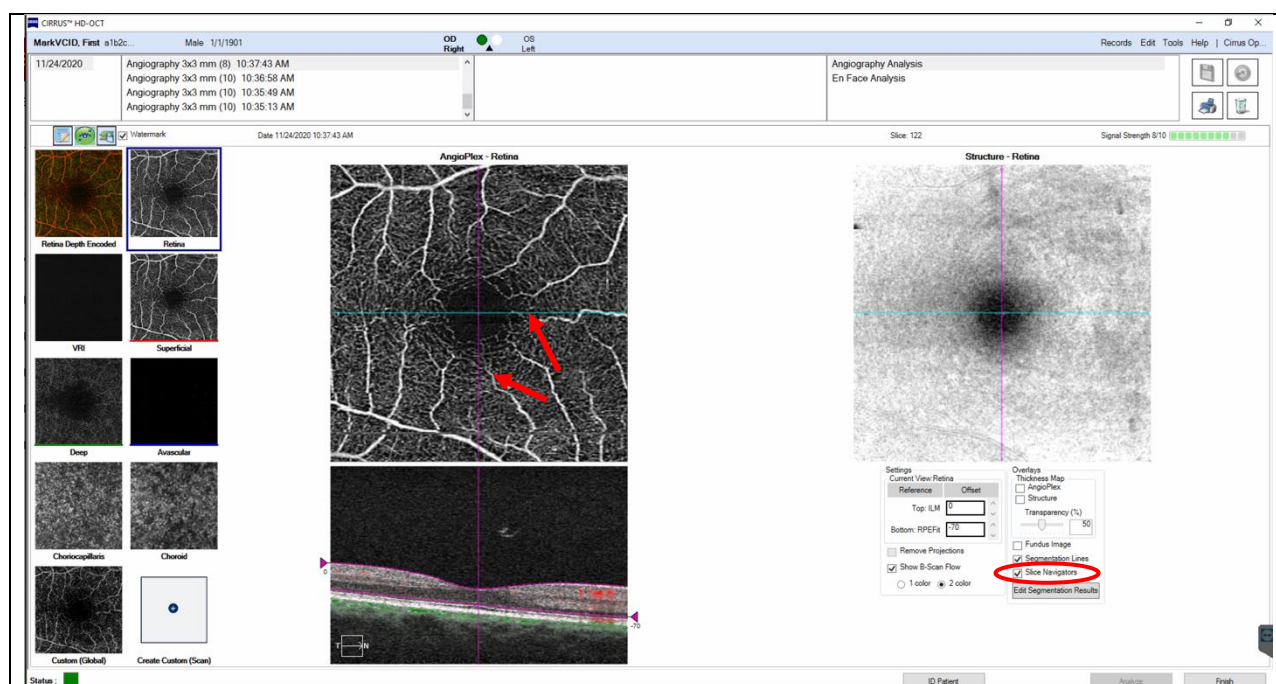 CIRRUS™ HD-OCT
MarkVCID, First a1b2c... Male 1/1/1901 OD Right OS Left Records Edit Tools Help | Cirrus Op...
11/24/2020 Angiography 3x3 mm (8) 10:37:43 AM Angiography Analysis
Angiography 3x3 mm (10) 10:36:58 AM En Face Analysis
Angiography 3x3 mm (10) 10:35:49 AM
Angiography 3x3 mm (10) 10:35:13 AM
Watermark Date 11/24/2020 10:37:43 AM Slice: 122 Signal Strength 8/10
AngioPlex - Retina Structure - Retina
Retina Depth Encoded Retina
VRI Superficial
Deep Avascular
Choriocapillaris Choroid
Custom (Global) Create Custom (Scan)
0
-70
T N
Settings
Current View:Retina
Reference Offset
Top: ILM 0
Bottom: RPEFit -70
Remove Projections
Show B-Scan Flow
1 color 2 color
Overlays
Thickness Map
AngioPlex
Structure
Transparency (%)
50
Fundus Image
Segmentation Lines
Slice Navigators
Edit Segmentation Results
Status : ID Patient Analyze Finish